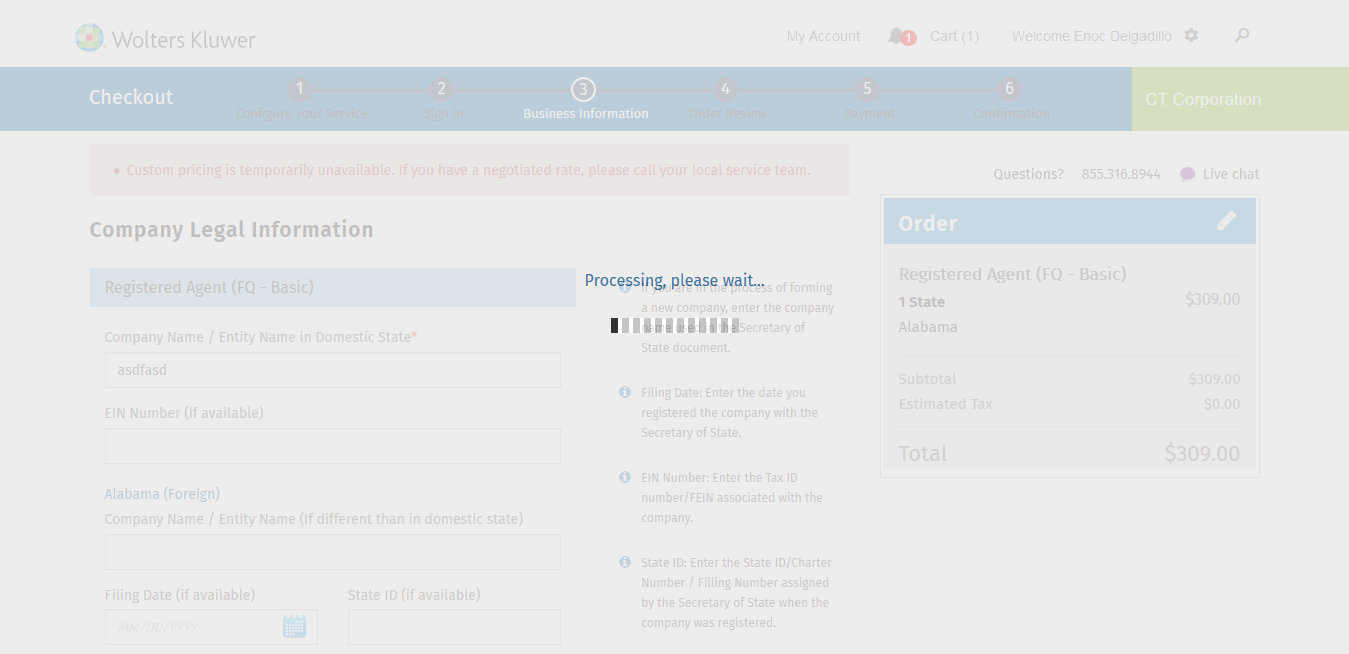 Wolters Kluwer
My Account
1
Cart (1)
Welcome Enoc Delgadillo
Checkout
1
Configure your Service
2
Sign In
3
Business Information
4
Order Review
5
Payment
6
Confirmation
CT Corporation
Custom pricing is temporarily unavailable. If you have a negotiated rate, please call your local service team.
Questions? 855.316.8944 Live chat
Company Legal Information
Registered Agent (FQ - Basic)
Company Name / Entity Name in Domestic State*
asdfasd
EIN Number (if available)
Alabama (Foreign)
Company Name / Entity Name (If different than in domestic state)
Filing Date (if available)
MM/DD/YYYY
State ID (if available)
Processing, please wait...
If you are in the process of forming
a new company, enter the company
name used in the Secretary of
State document.
Filing Date: Enter the date you
registered the company with the
Secretary of State.
EIN Number: Enter the Tax ID
number/FEIN associated with the
company.
State ID: Enter the State ID/Charter
Number / Filling Number assigned
by the Secretary of State when the
company was registered.
Order
Registered Agent (FQ - Basic)
1 State $309.00
Alabama
Subtotal $309.00
Estimated Tax $0.00
Total $309.00